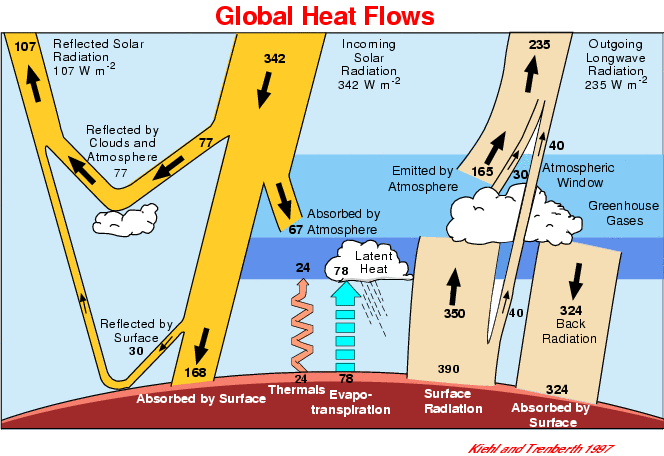 Global Heat Flows
107
Reflected Solar
Radiation
107 W m-2
342
Incoming
Solar
Radiation
342 W m-2
235
Outgoing
Longwave
Radiation
235 W m-2
Reflected by
Clouds and
Atmosphere
77
77
Emitted by
Atmosphere
165
30
40
Atmospheric
Window
Greenhouse
Gases
67
Absorbed by
Atmosphere
24
78
Latent
Heat
Reflected by
Surface
30
350
40
324
Back
Radiation
168
390
324
Absorbed by Surface
24
Thermals
78
Evapo-
transpiration
Surface
Radiation
Absorbed by
Surface
Kiehl and Trenberth 1997